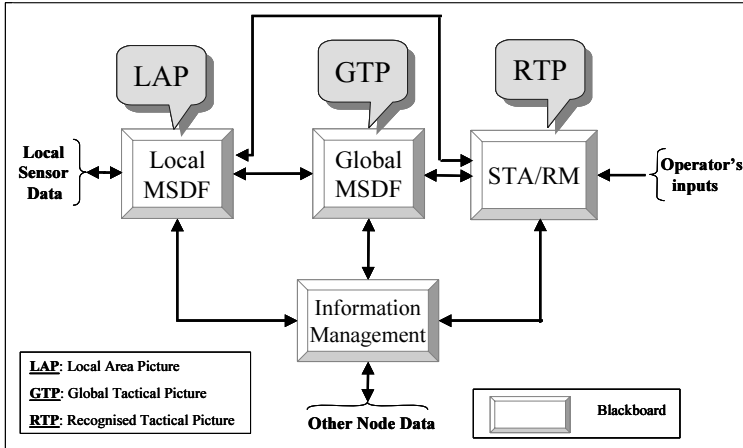 LAP
GTP
RTP
Local
Sensor
Data
Local
MSDF
Global
MSDF
STA/RM
Operator's
inputs
Information
Management
LAP: Local Area Picture
GTP: Global Tactical Picture
RTP: Recognised Tactical Picture
Other Node Data
Blackboard